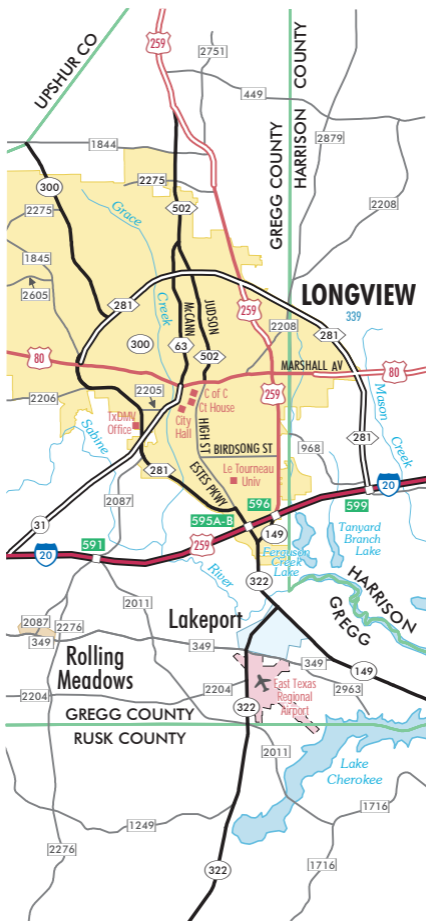 259
UPSHUR CO
2751
COUNTY
COUNTY
449
GREGG COUNTY
HARRISON
1844
2879
300
2275
502
2208
2275
Grace
1845
259
LONGVIEW
339
2605
281
Creek
McCANN
JUDSON
2208
281
300
63
502
MARSHALL AV
80
80
259
2206
2205
C of C
Ct House
TxDMV
Office
City
Hall
HIGH ST
BIRDSONG ST
968
281
Mason
Creek
Sabine
281
Le Tourneau
Univ
ESTES PKWY
20
2087
596
599
31
595A-B
591
259
149
Tanyard
Branch
Lake
20
Ferguson
Creek
Lake
River
322
HARRISON
GREGG
2011
Lakeport
2087
2276
349
349
349
Rolling
Meadows
149
2204
2204
East Texas
Regional
Airport
2963
GREGG COUNTY
RUSK COUNTY
322
2011
Lake
Cherokee
1249
1716
2276
322
1716